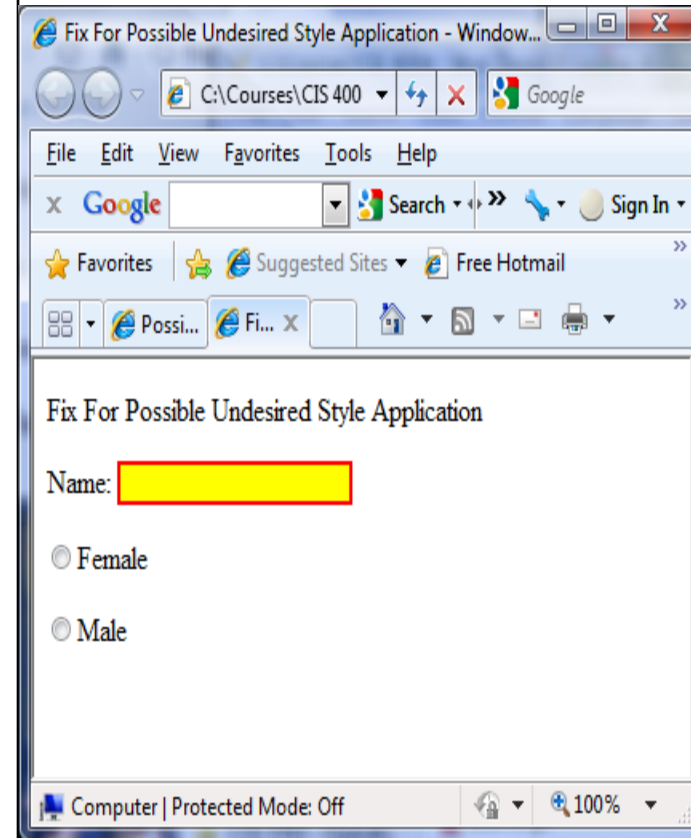 Fix For Possible Undesired Style Application - Window...
C:\Courses\CIS 400
Google
File Edit View Favorites Tools Help
x Google Search Sign In
Favorites Suggested Sites Free Hotmail
Possi... Fi... X
Fix For Possible Undesired Style Application
Name:
Female
Male
Computer | Protected Mode: Off 100%